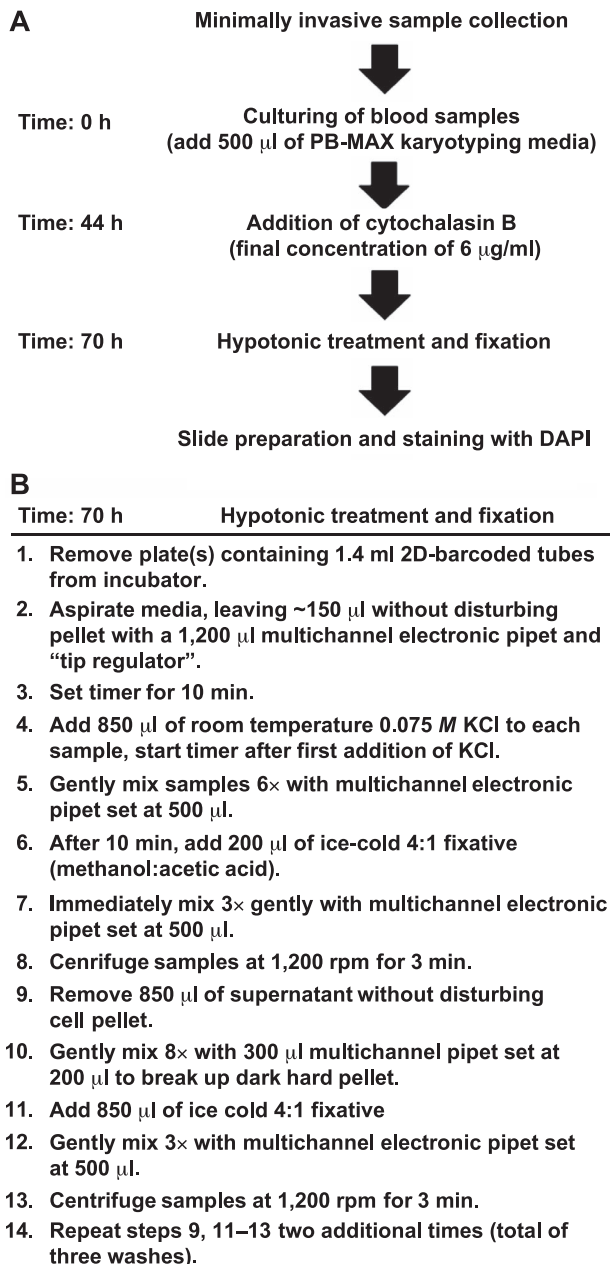 A
Minimally invasive sample collection
Time: 0 h
Culturing of blood samples
(add 500 μl of PB-MAX karyotyping media)
Time: 44 h
Addition of cytochalasin B
(final concentration of 6 μg/ml)
Time: 70 h
Hypotonic treatment and fixation
Slide preparation and staining with DAPI
B
Time: 70 h Hypotonic treatment and fixation
1. Remove plate(s) containing 1.4 ml 2D-barcoded tubes
from incubator.
2. Aspirate media, leaving ~150 μl without disturbing
pellet with a 1,200 μl multichannel electronic pipet and
“tip regulator”.
3. Set timer for 10 min.
4. Add 850 μl of room temperature 0.075 M KCl to each
sample, start timer after first addition of KCl.
5. Gently mix samples 6× with multichannel electronic
pipet set at 500 μl.
6. After 10 min, add 200 μl of ice-cold 4:1 fixative
(methanol:acetic acid).
7. Immediately mix 3× gently with multichannel electronic
pipet set at 500 μl.
8. Cenrifuge samples at 1,200 rpm for 3 min.
9. Remove 850 μl of supernatant without disturbing
cell pellet.
10. Gently mix 8× with 300 μl multichannel pipet set at
200 μl to break up dark hard pellet.
11. Add 850 μl of ice cold 4:1 fixative
12. Gently mix 3× with multichannel electronic pipet set
at 500 μl.
13. Centrifuge samples at 1,200 rpm for 3 min.
14. Repeat steps 9, 11–13 two additional times (total of
three washes).